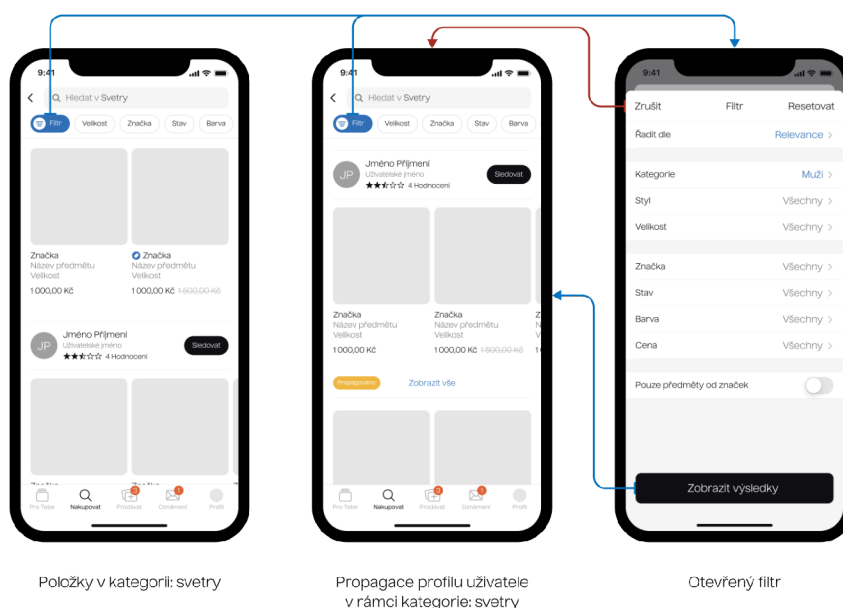 9:41
Hledat v Svetry
Filtr
Velikost
Značka
Stav
Barva
Značka
Název předmětu
Velikost
1 000,00 Kč
Značka
Název předmětu
Velikost
1 000,00 Kč 1 500,00 Kč
JP
Jméno Příjmení
Uživatelské jméno
4 Hodnocení
Sledovat
Pro Tebe
Nakupovat
3
Prodávat
1
Oznámení
Profil
Položky v kategorii: svetry
9:41
Hledat v Svetry
Filtr
Velikost
Značka
Stav
Barva
JP
Jméno Příjmení
Uživatelské jméno
4 Hodnocení
Sledovat
Značka
Název předmětu
Velikost
1 000,00 Kč
Značka
Název předmětu
Velikost
1 000,00 Kč 1 500,00 Kč
Propagováno
Zobrazit vše
Pro Tebe
Nakupovat
3
Prodávat
1
Oznámení
Profil
Propagace profilu uživatele
v rámci kategorie: svetry
9:41
Zrušit
Filtr
Resetovat
Řadit dle
Relevance
Kategorie
Muži
Styl
Všechny
Velikost
Všechny
Značka
Všechny
Stav
Všechny
Barva
Všechny
Cena
Všechny
Pouze předměty od značek
Zobrazit výsledky
Otevřený filtr